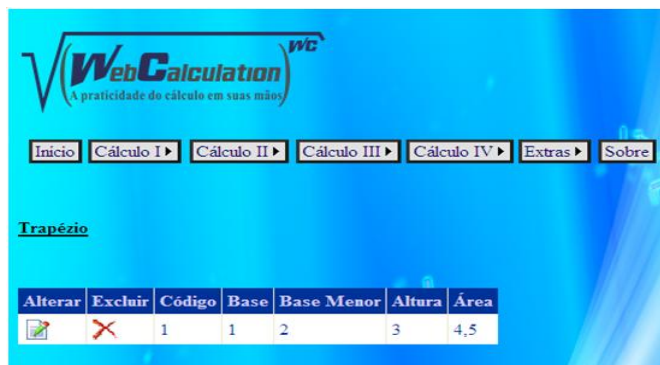 WebCalculation WC
A praticidade do cálculo em suas mãos
Início Cálculo I Cálculo II Cálculo III Cálculo IV Extras Sobre
Trapézio
Alterar Excluir Código Base Base Menor Altura Área
1 1 2 3 4,5